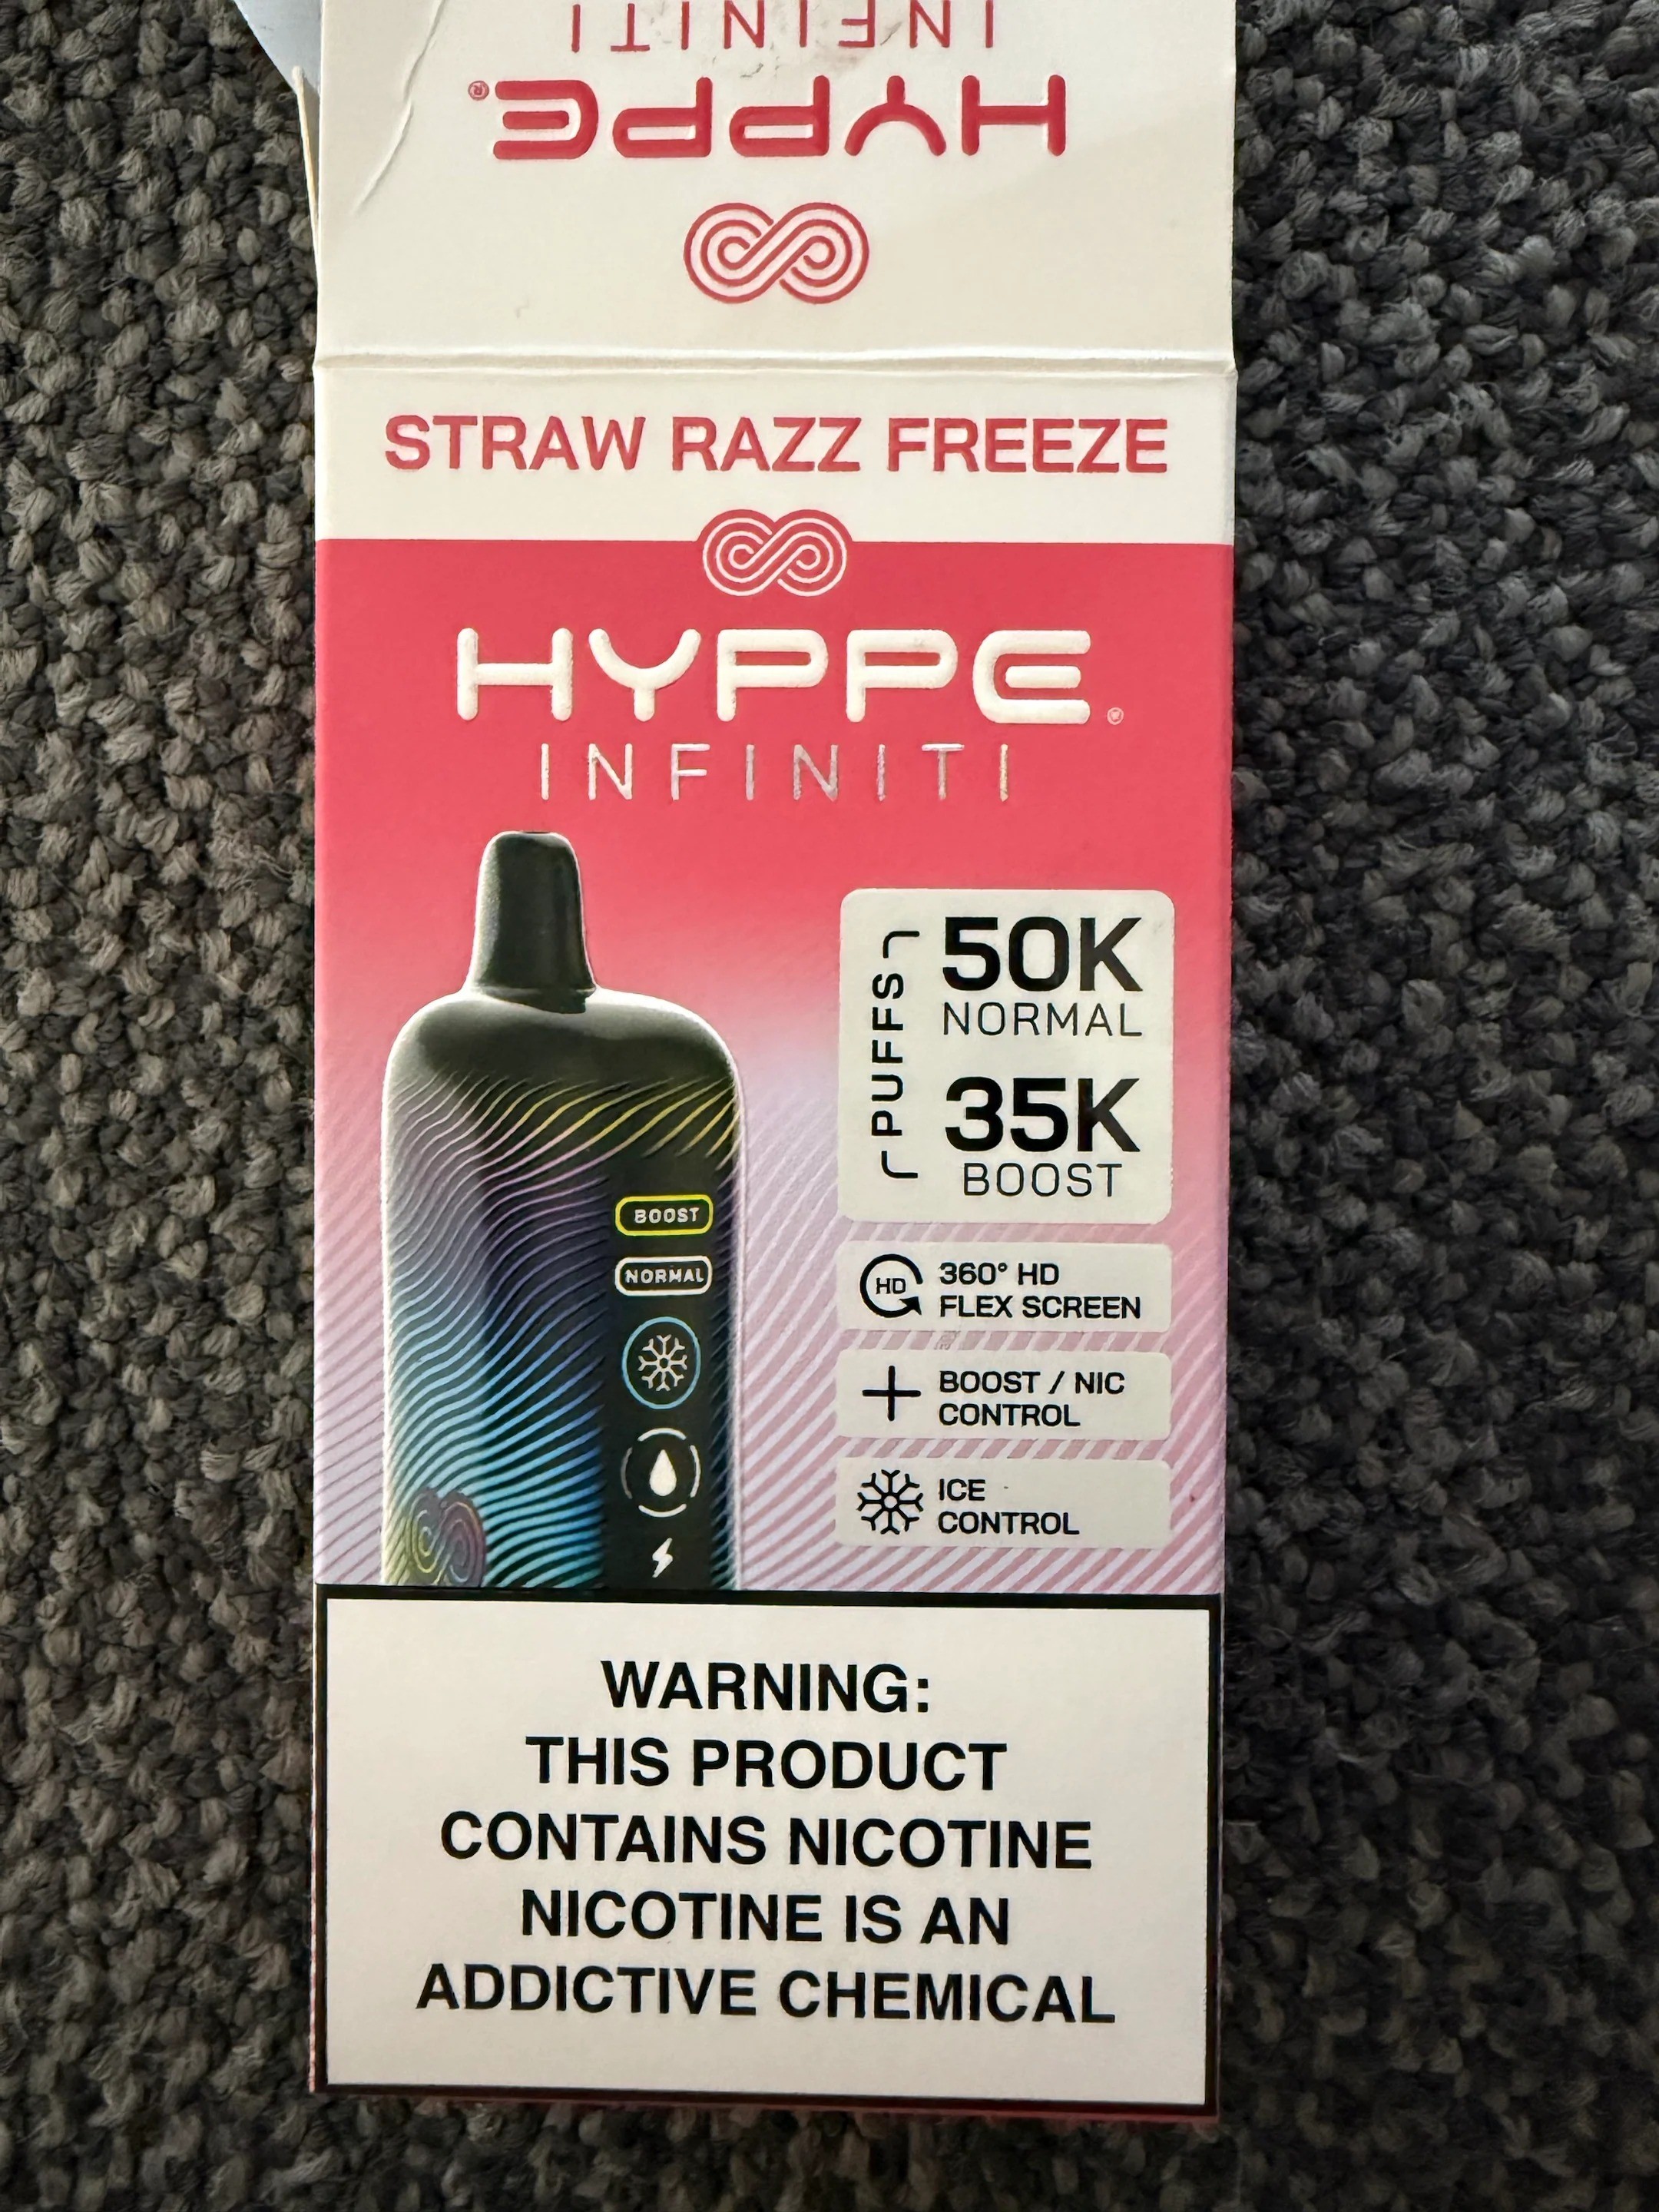 INFINITI
HYPPE®
STRAW RAZZ FREEZE
HYPPE®
INFINITI
PUFFS
50K
NORMAL
35K
BOOST
HD
360° HD
FLEX SCREEN
BOOST / NIC
CONTROL
ICE
CONTROL
BOOST
NORMAL
WARNING:
THIS PRODUCT
CONTAINS NICOTINE
NICOTINE IS AN
ADDICTIVE CHEMICAL